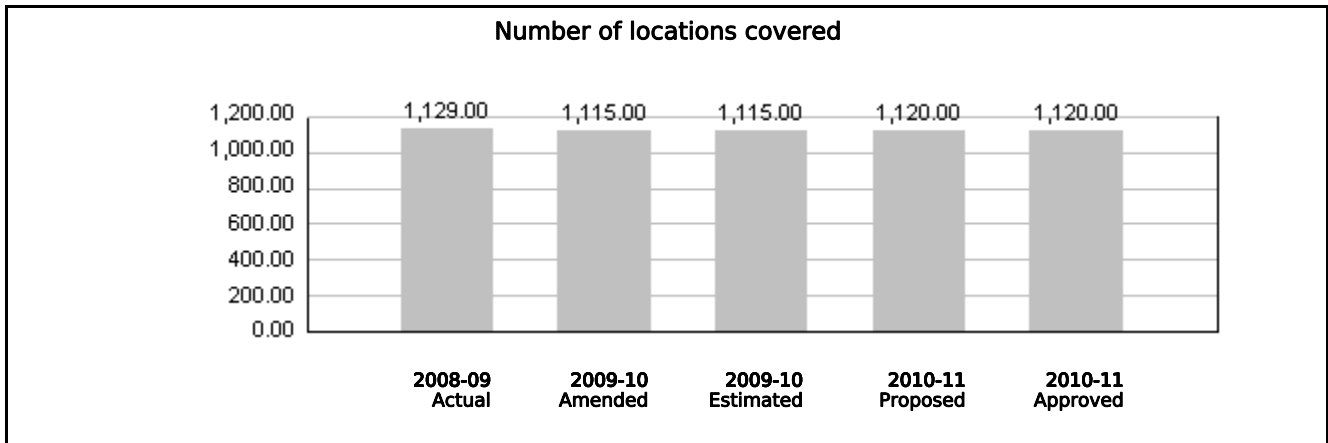 Number of locations covered
1,129.00 1,115.00 1,115.00 1,120.00 1,120.00
1,200.00
1,000.00
800.00
600.00
400.00
200.00
0.00
2008-09 2009-10 2009-10 2010-11 2010-11
Actual Amended Estimated Proposed Approved